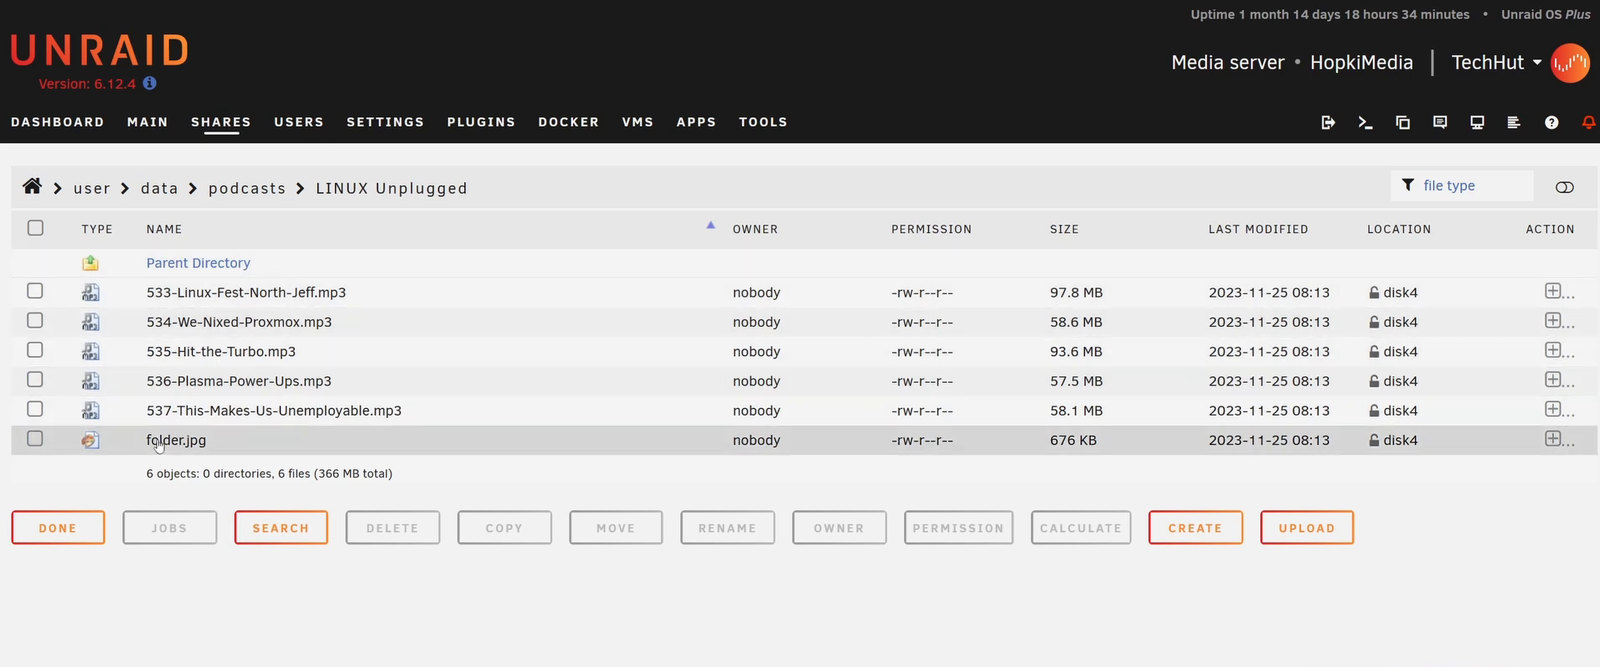 Uptime 1 month 14 days 18 hours 34 minutes • Unraid OS Plus
UNRAID
Version: 6.12.4
Media server • HopkiMedia | TechHut
DASHBOARD MAIN SHARES USERS SETTINGS PLUGINS DOCKER VMS APPS TOOLS
user > data > podcasts > LINUX Unplugged
file type
TYPE NAME OWNER PERMISSION SIZE LAST MODIFIED LOCATION ACTION
Parent Directory
533-Linux-Fest-North-Jeff.mp3 nobody -rw-r--r-- 97.8 MB 2023-11-25 08:13 disk4 ...
534-We-Nixed-Proxmox.mp3 nobody -rw-r--r-- 58.6 MB 2023-11-25 08:13 disk4 ...
535-Hit-the-Turbo.mp3 nobody -rw-r--r-- 93.6 MB 2023-11-25 08:13 disk4 ...
536-Plasma-Power-Ups.mp3 nobody -rw-r--r-- 57.5 MB 2023-11-25 08:13 disk4 ...
537-This-Makes-Us-Unemployable.mp3 nobody -rw-r--r-- 58.1 MB 2023-11-25 08:13 disk4 ...
folder.jpg nobody -rw-r--r-- 676 KB 2023-11-25 08:13 disk4 ...
6 objects: 0 directories, 6 files (366 MB total)
DONE JOBS SEARCH DELETE COPY MOVE RENAME OWNER PERMISSION CALCULATE CREATE UPLOAD